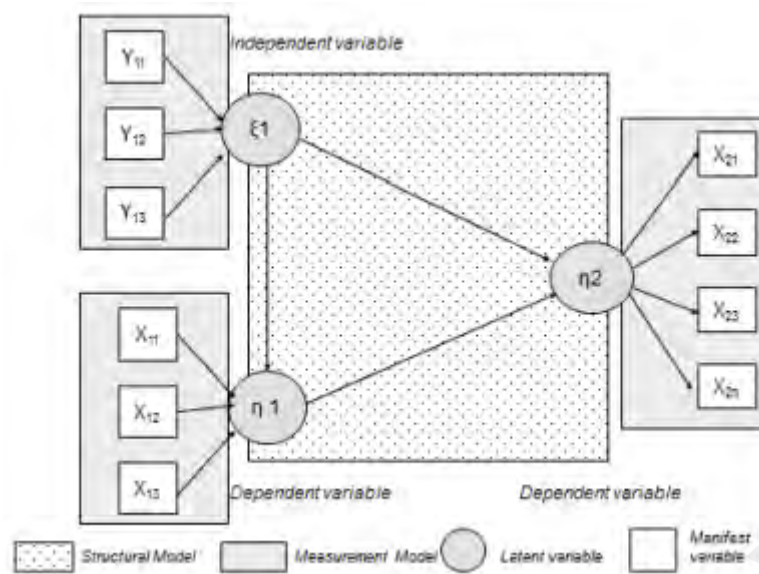 Independent variable
Y11
ξ1
Y12
Y13
X21
X22
η2
X23
X2n
X11
η 1
X12
X13
Dependent variable
Dependent variable
Structural Model
Measurement Model
Latent variable
Manifest
variable